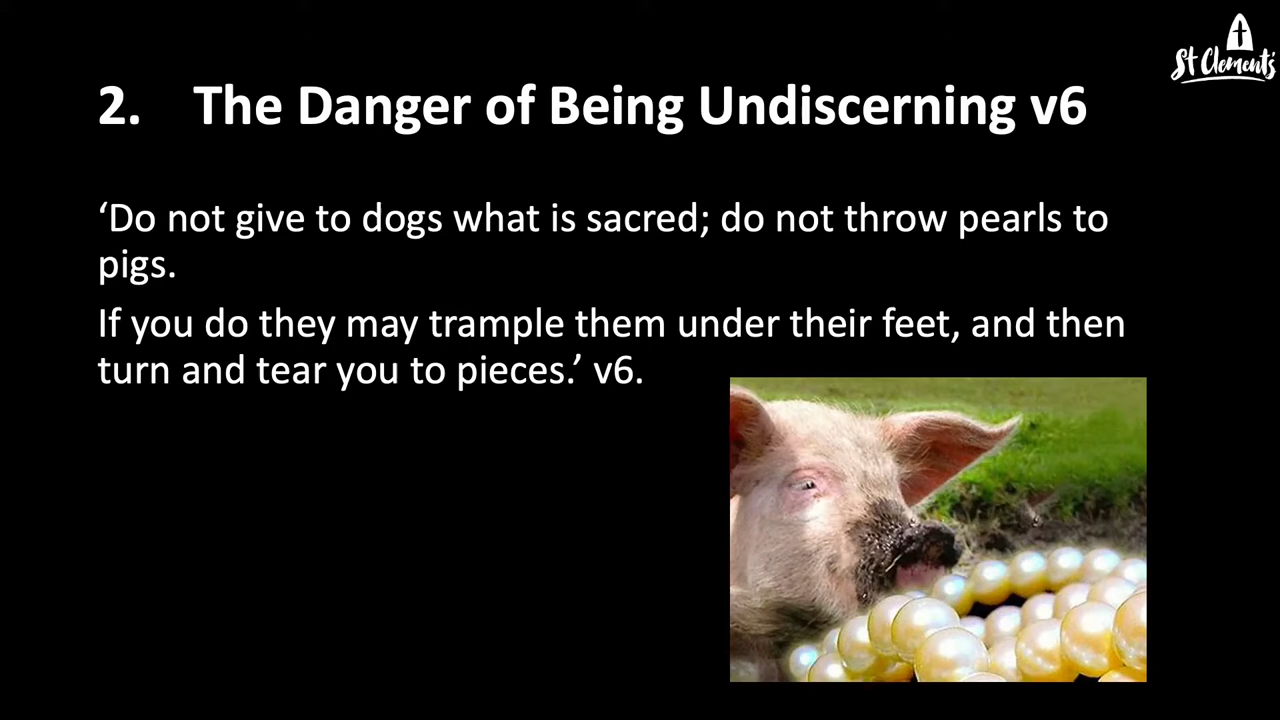 St Clement's
2. The Danger of Being Undiscerning v6
‘Do not give to dogs what is sacred; do not throw pearls to
pigs.
If you do they may trample them under their feet, and then
turn and tear you to pieces.’ v6.